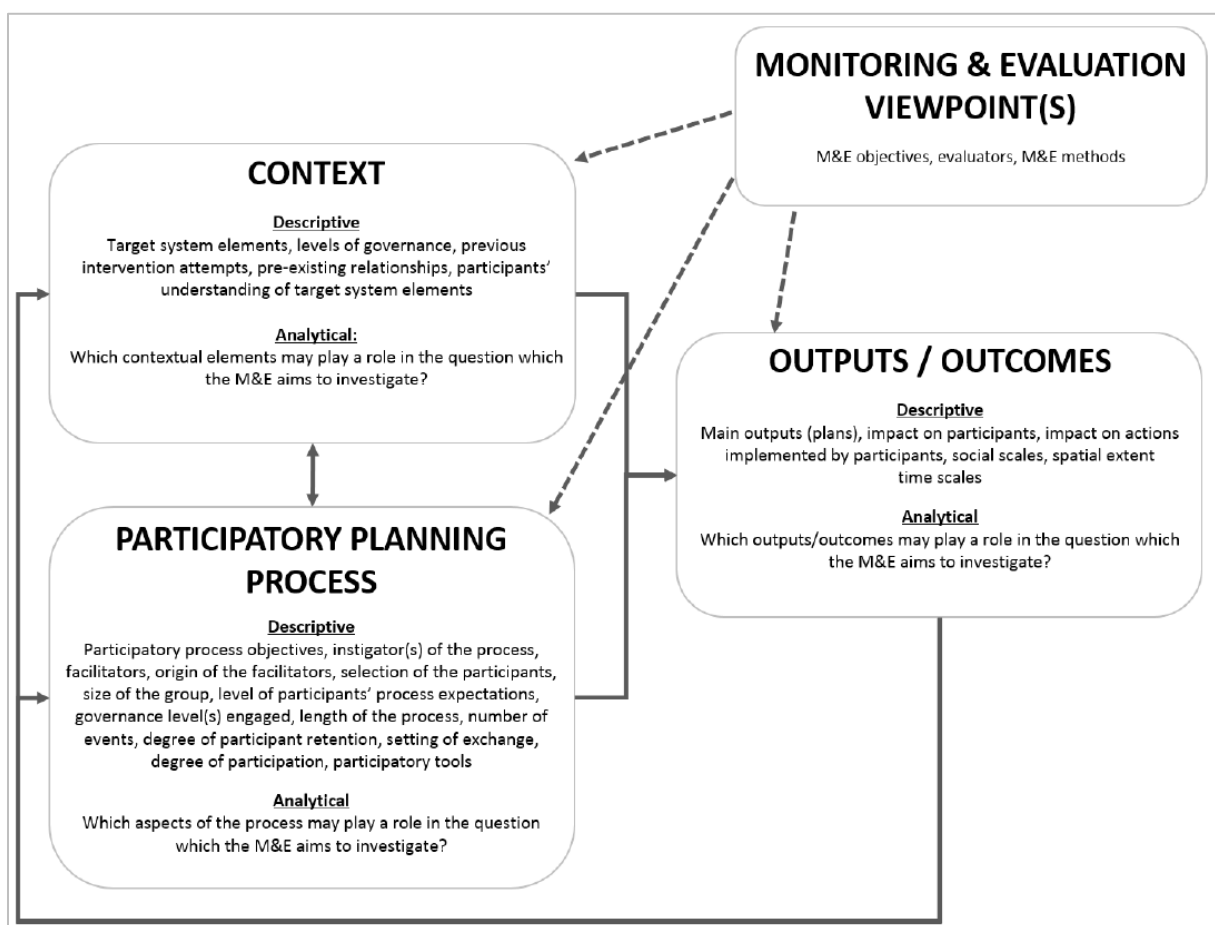 MONITORING & EVALUATION
VIEWPOINT(S)
M&E objectives, evaluators, M&E methods
CONTEXT
Descriptive
Target system elements, levels of governance, previous
intervention attempts, pre-existing relationships, participants’
understanding of target system elements
Analytical:
Which contextual elements may play a role in the question which
the M&E aims to investigate?
OUTPUTS / OUTCOMES
Descriptive
Main outputs (plans), impact on participants, impact on actions
implemented by participants, social scales, spatial extent
time scales
Analytical
Which outputs/outcomes may play a role in the question which
the M&E aims to investigate?
PARTICIPATORY PLANNING
PROCESS
Descriptive
Participatory process objectives, instigator(s) of the process,
facilitators, origin of the facilitators, selection of the participants,
size of the group, level of participants’ process expectations,
governance level(s) engaged, length of the process, number of
events, degree of participant retention, setting of exchange,
degree of participation, participatory tools
Analytical
Which aspects of the process may play a role in the question
which the M&E aims to investigate?